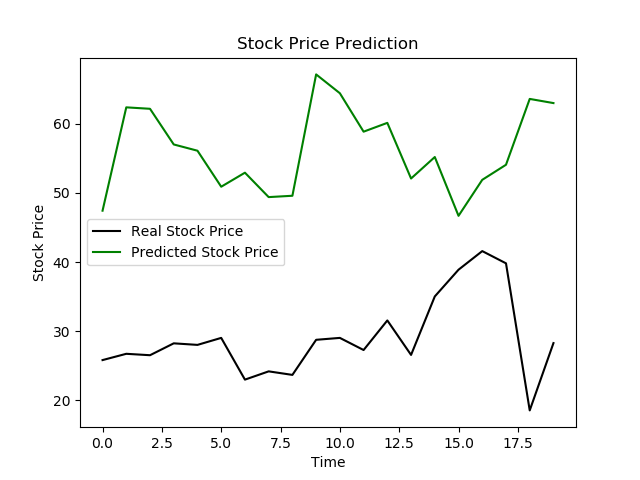 Stock Price Prediction
60
50
40
30
20
Stock Price
Real Stock Price
Predicted Stock Price
0.0 2.5 5.0 7.5 10.0 12.5 15.0 17.5
Time